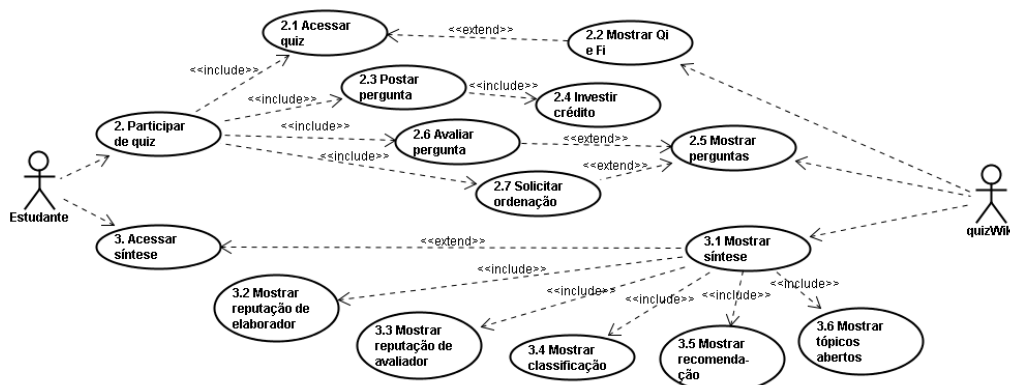 2.1 Acessar
quiz
<<extend>>
2.2 Mostrar Qi
e Fi
<<include>>
2.3 Postar
pergunta
<<include>>
2.4 Investir
crédito
<<include>>
2. Participar
de quiz
<<include>>
2.6 Avaliar
pergunta
<<extend>>
2.5 Mostrar
perguntas
<<include>>
2.7 Solicitar
ordenação
<<extend>>
Estudante
quizWiki
3. Acessar
síntese
<<extend>>
3.1 Mostrar
síntese
<<include>>
3.2 Mostrar
reputação de
elaborador
<<include>>
3.3 Mostrar
reputação de
avaliador
<<include>>
3.4 Mostrar
classificação
<<include>>
3.5 Mostrar
recomenda-
ção
<<include>>
3.6 Mostrar
tópicos
abertos